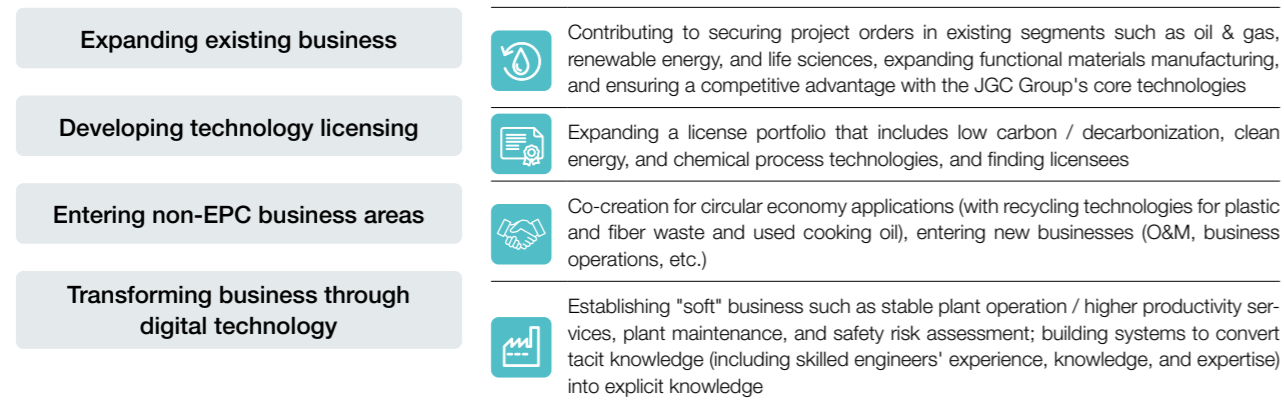 Expanding existing business
Contributing to securing project orders in existing segments such as oil & gas,
renewable energy, and life sciences, expanding functional materials manufacturing,
and ensuring a competitive advantage with the JGC Group's core technologies
Developing technology licensing
Expanding a license portfolio that includes low carbon / decarbonization, clean
energy, and chemical process technologies, and finding licensees
Entering non-EPC business areas
Co-creation for circular economy applications (with recycling technologies for plastic
and fiber waste and used cooking oil), entering new businesses (O&M, business
operations, etc.)
Transforming business through
digital technology
Establishing "soft" business such as stable plant operation / higher productivity ser-
vices, plant maintenance, and safety risk assessment; building systems to convert
tacit knowledge (including skilled engineers' experience, knowledge, and expertise)
into explicit knowledge